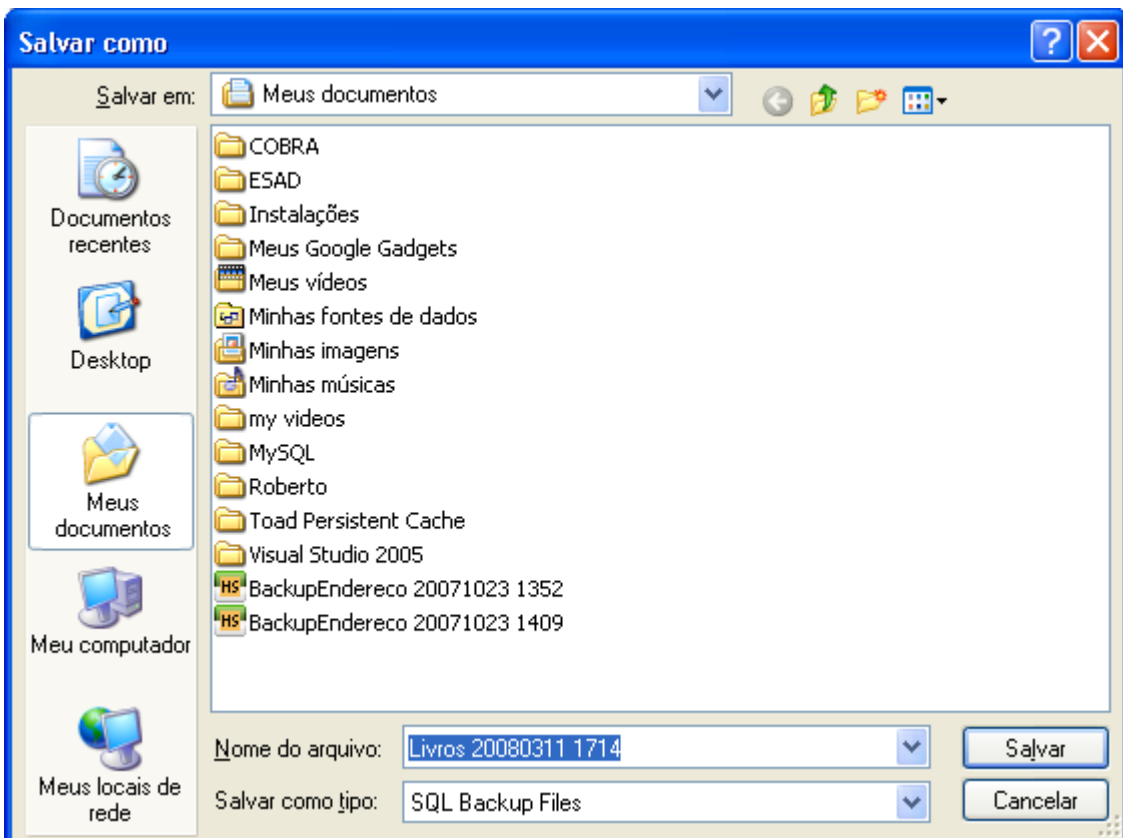 Salvar como
Salvar em:
Meus documentos
Documentos
recentes
Desktop
Meus
documentos
Meu computador
Meus locais de
rede
COBRA
ESAD
Instalações
Meus Google Gadgets
Meus vídeos
Minhas fontes de dados
Minhas imagens
Minhas músicas
my videos
MySQL
Roberto
Toad Persistent Cache
Visual Studio 2005
HS BackupEndereco 20071023 1352
HS BackupEndereco 20071023 1409
Nome do arquivo:
Livros 20080311 1714
Salvar
Salvar como tipo:
SQL Backup Files
Cancelar